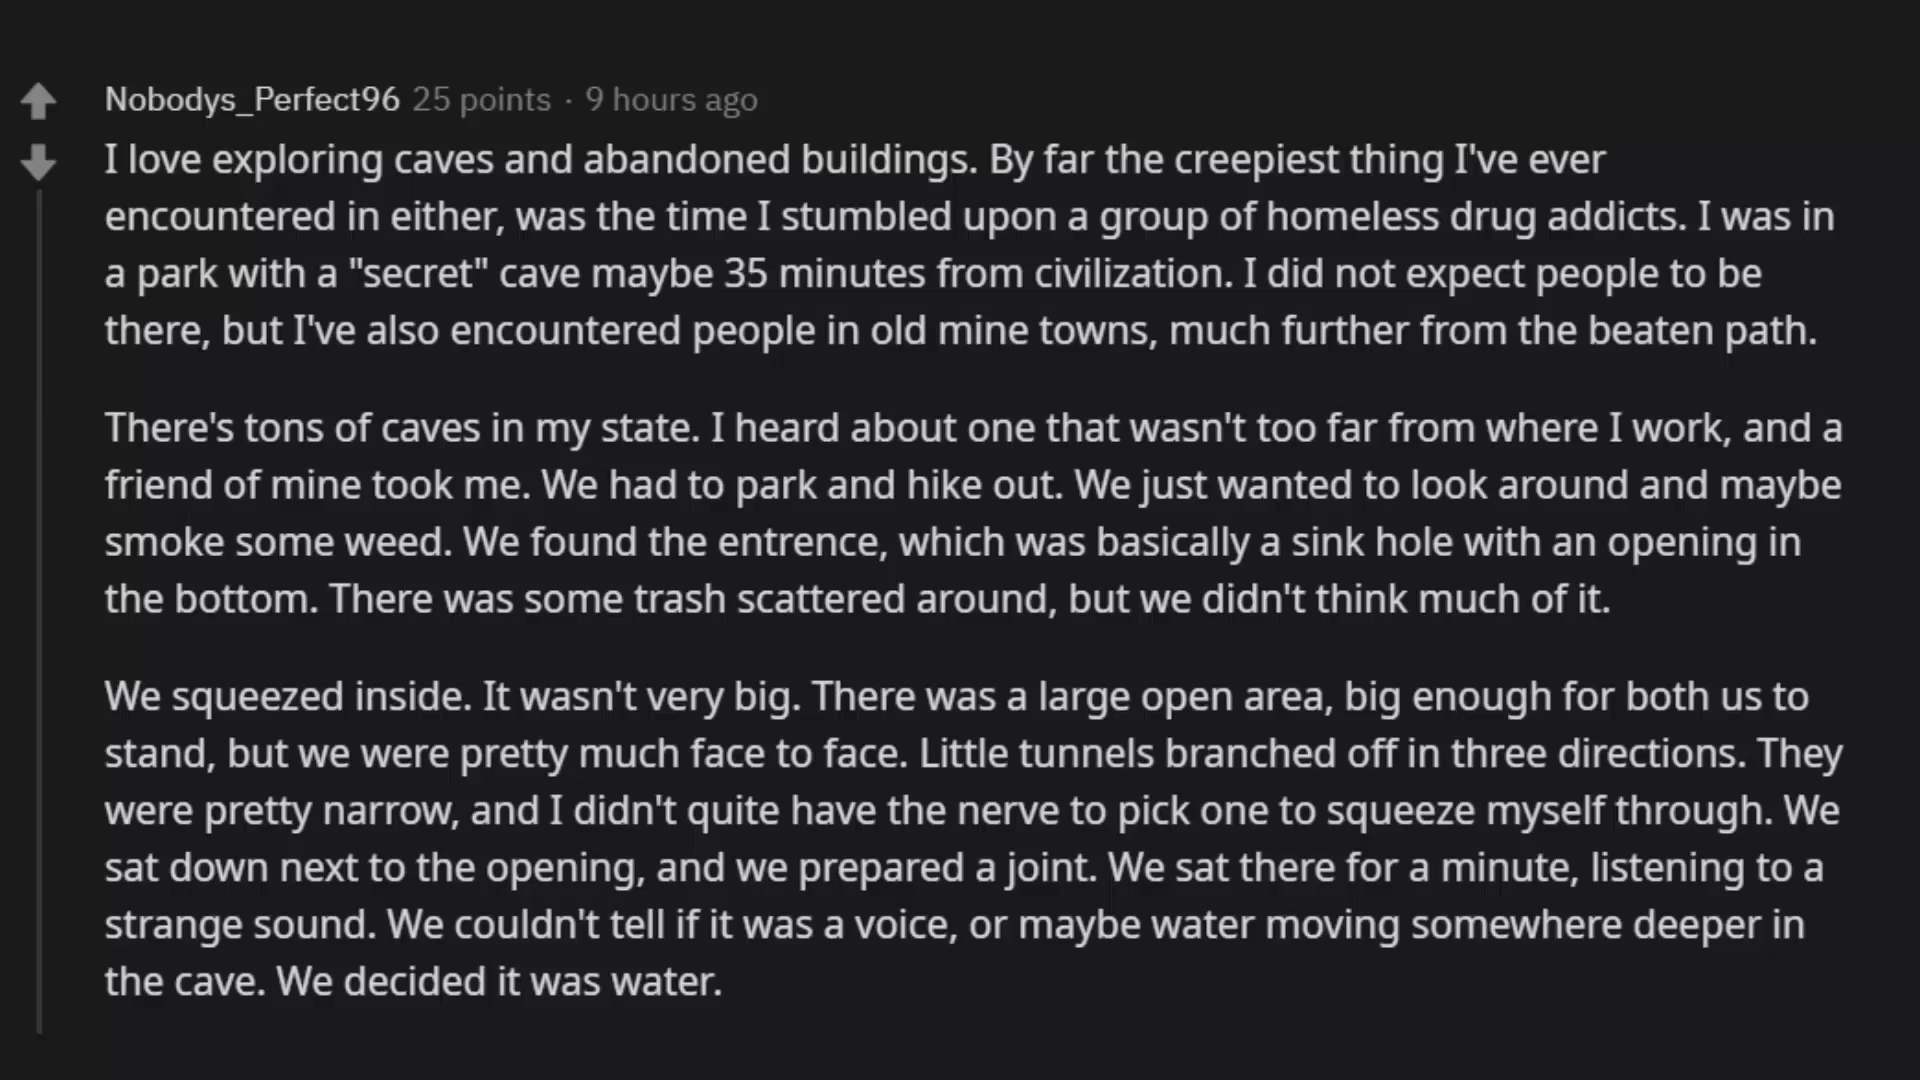 Nobodys_Perfect96 25 points · 9 hours ago
I love exploring caves and abandoned buildings. By far the creepiest thing I've ever
encountered in either, was the time I stumbled upon a group of homeless drug addicts. I was in
a park with a "secret" cave maybe 35 minutes from civilization. I did not expect people to be
there, but I've also encountered people in old mine towns, much further from the beaten path.
There's tons of caves in my state. I heard about one that wasn't too far from where I work, and a
friend of mine took me. We had to park and hike out. We just wanted to look around and maybe
smoke some weed. We found the entrence, which was basically a sink hole with an opening in
the bottom. There was some trash scattered around, but we didn't think much of it.
We squeezed inside. It wasn't very big. There was a large open area, big enough for both us to
stand, but we were pretty much face to face. Little tunnels branched off in three directions. They
were pretty narrow, and I didn't quite have the nerve to pick one to squeeze myself through. We
sat down next to the opening, and we prepared a joint. We sat there for a minute, listening to a
strange sound. We couldn't tell if it was a voice, or maybe water moving somewhere deeper in
the cave. We decided it was water.